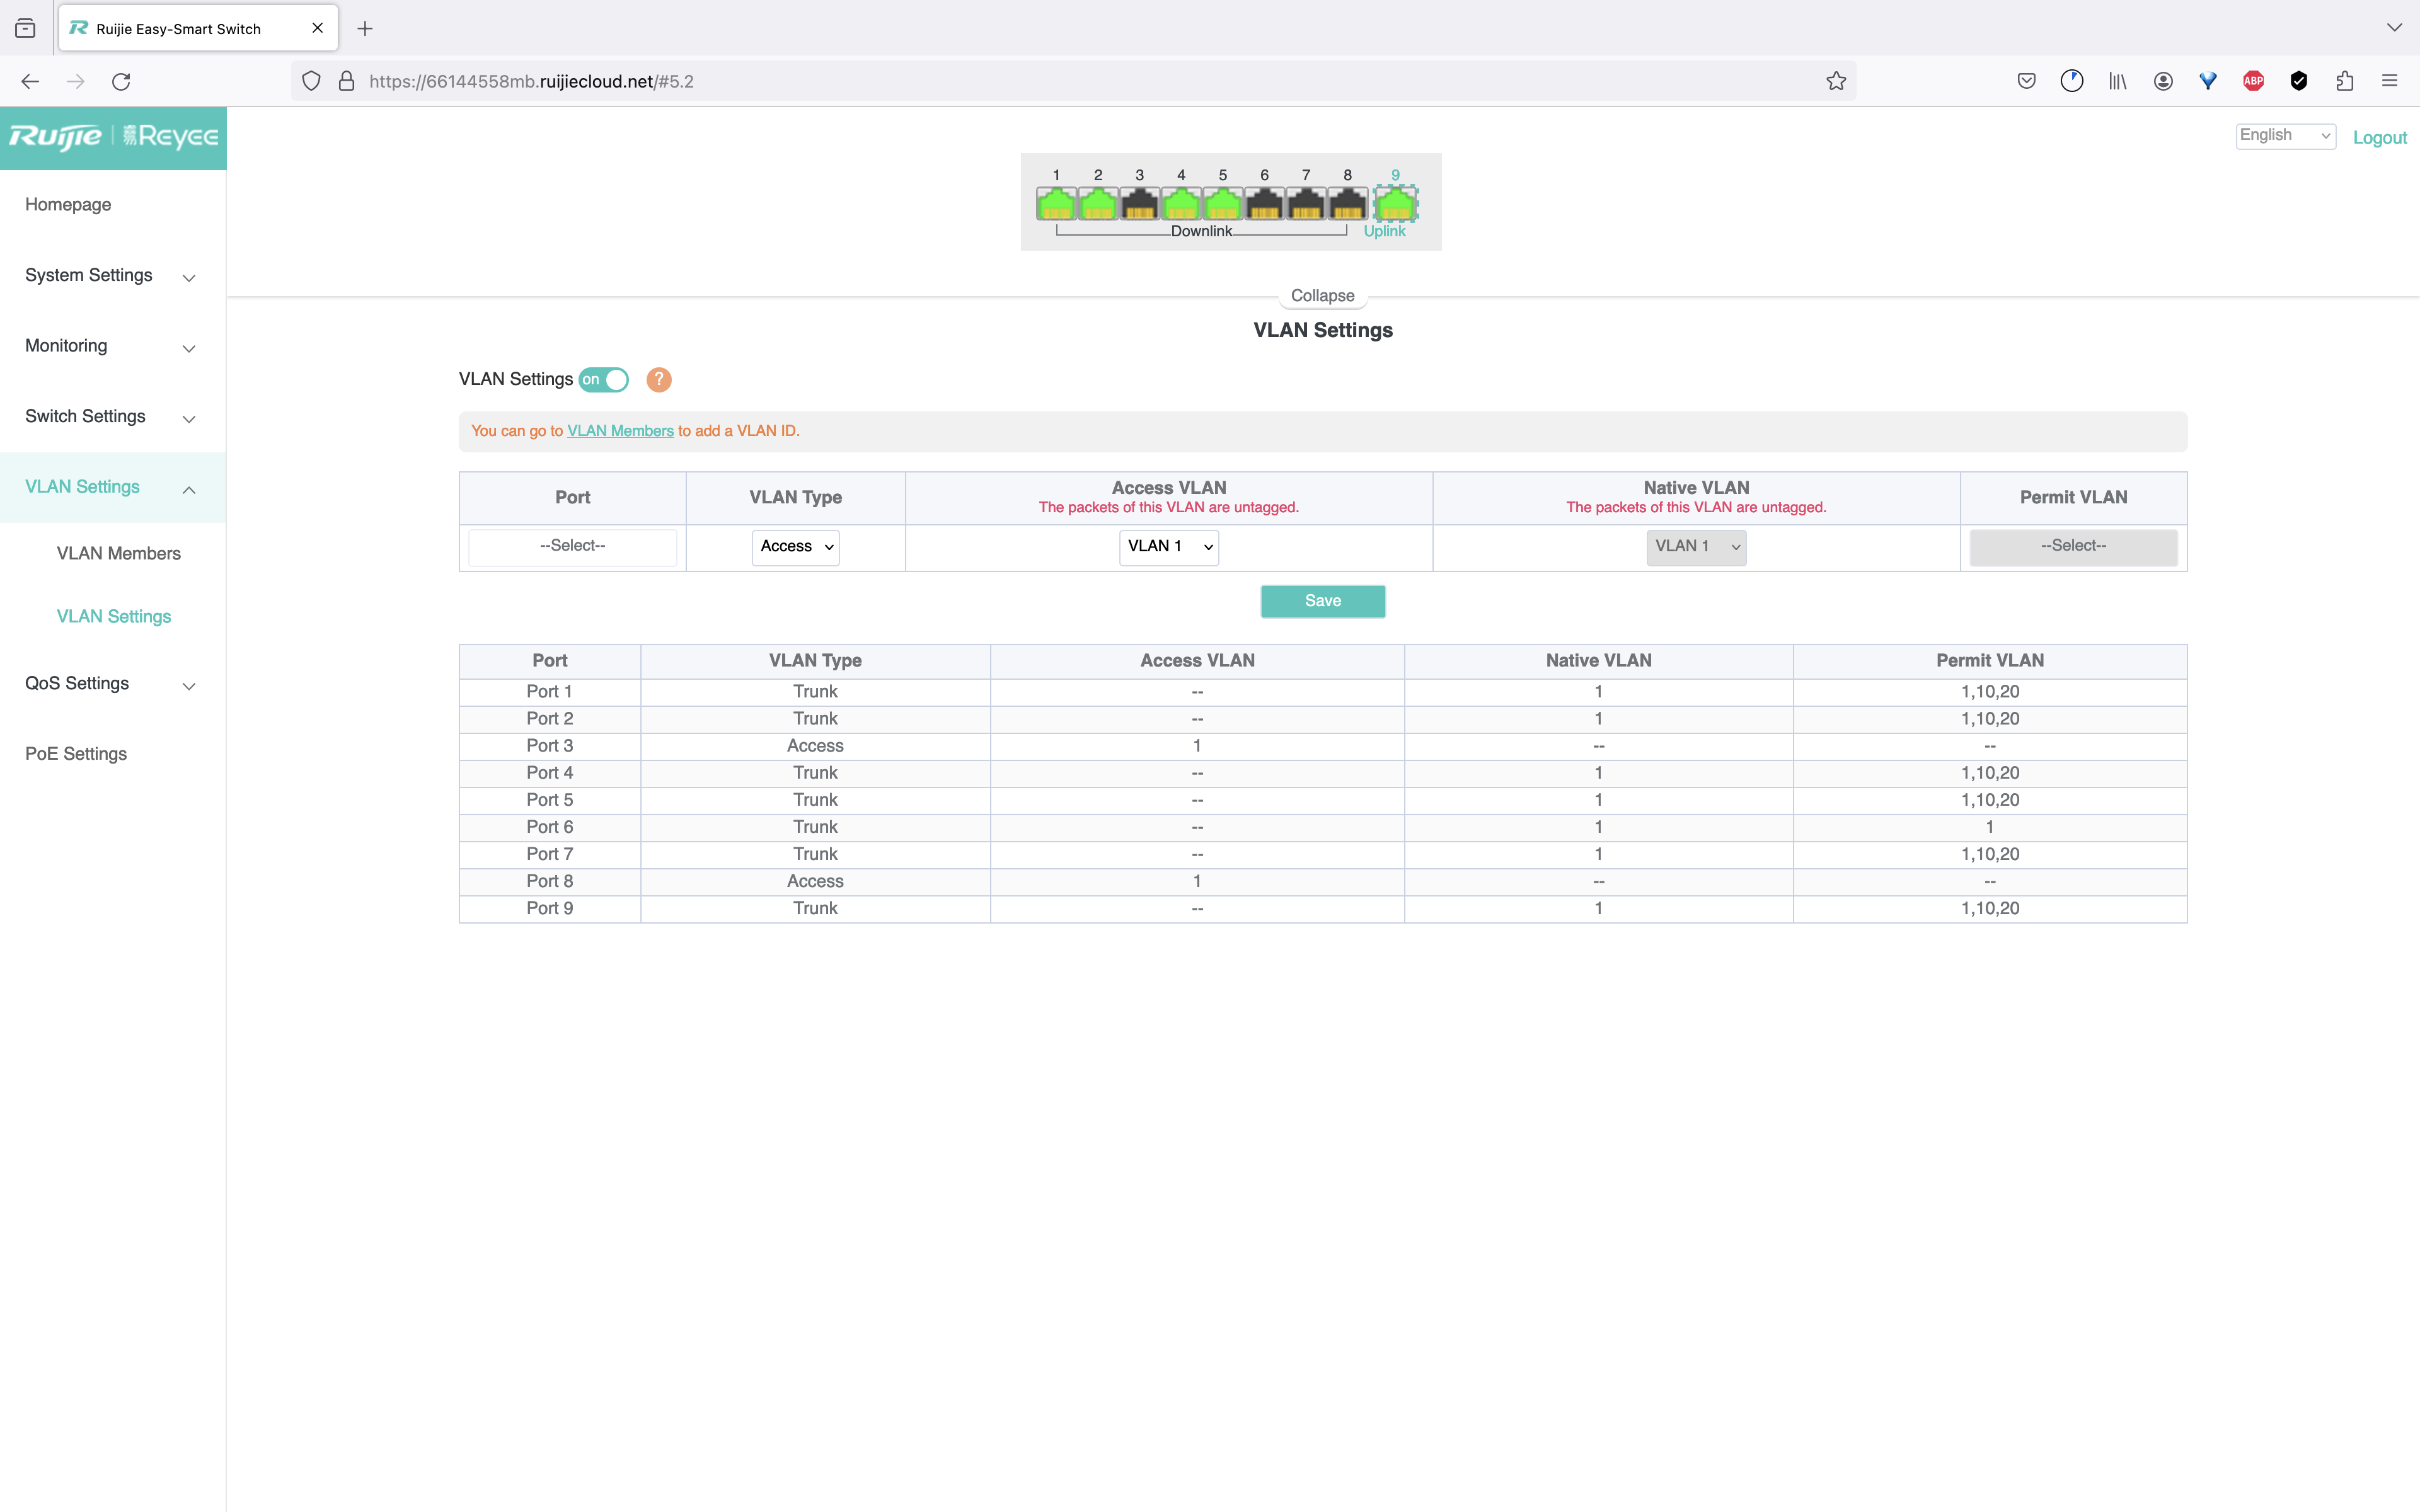 Ruijie Easy-Smart Switch
https://66144558mb.ruijiecloud.net/#5.2
ABP
Ruijie | Reyee
English
Logout
1 2 3 4 5 6 7 8 9
Downlink
Uplink
Homepage
System Settings
Monitoring
Switch Settings
VLAN Settings
VLAN Members
VLAN Settings
QoS Settings
PoE Settings
Collapse
VLAN Settings
VLAN Settings on ?
You can go to VLAN Members to add a VLAN ID.
Port VLAN Type Access VLAN Native VLAN Permit VLAN
The packets of this VLAN are untagged. The packets of this VLAN are untagged.
--Select-- Access VLAN 1 VLAN 1 --Select--
Save
Port VLAN Type Access VLAN Native VLAN Permit VLAN
Port 1 Trunk -- 1 1,10,20
Port 2 Trunk -- 1 1,10,20
Port 3 Access 1 -- --
Port 4 Trunk -- 1 1,10,20
Port 5 Trunk -- 1 1,10,20
Port 6 Trunk -- 1 1
Port 7 Trunk -- 1 1,10,20
Port 8 Access 1 -- --
Port 9 Trunk -- 1 1,10,20